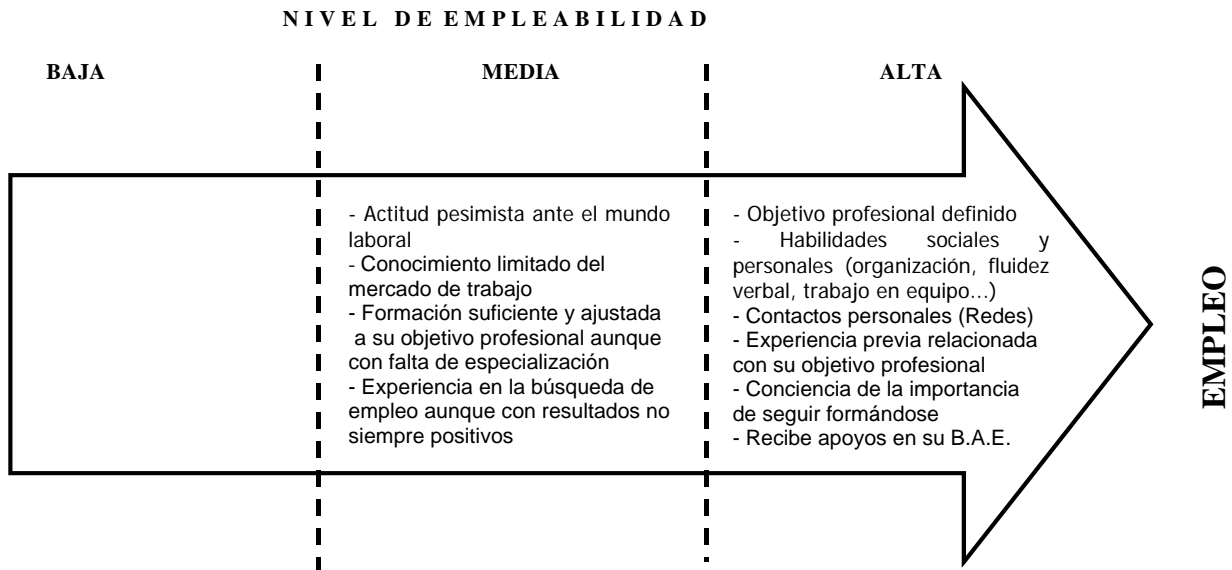 NIVEL DE EMPLEABILIDAD
BAJA
MEDIA
ALTA
- Actitud pesimista ante el mundo
laboral
- Conocimiento limitado del
mercado de trabajo
- Formación suficiente y ajustada
a su objetivo profesional aunque
con falta de especialización
- Experiencia en la búsqueda de
empleo aunque con resultados no
siempre positivos
- Objetivo profesional definido
- Habilidades sociales y
personales (organización, fluidez
verbal, trabajo en equipo...)
- Contactos personales (Redes)
- Experiencia previa relacionada
con su objetivo profesional
- Conciencia de la importancia
de seguir formándose
- Recibe apoyos en su B.A.E.
EMPLEO